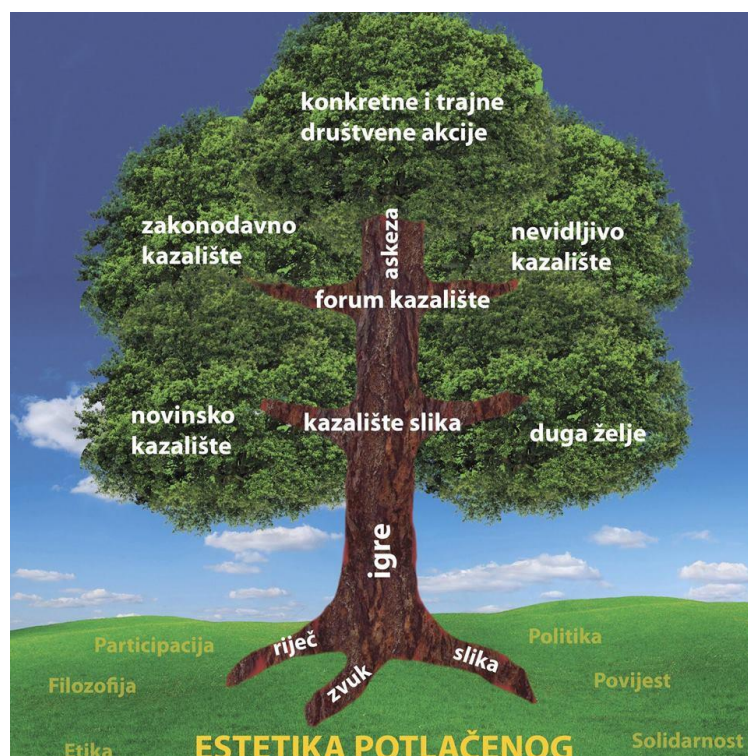 konkretne i trajne
društvene akcije
zakonodavno
kazalište
askeza
nevidljivo
kazalište
forum kazalište
novinsko
kazalište
kazalište slika
duga želje
igre
riječ
zvuk
slika
Participacija
Politika
Filozofija
Povijest
Etika
ESTETIKA POTLAČENOG
Solidarnost